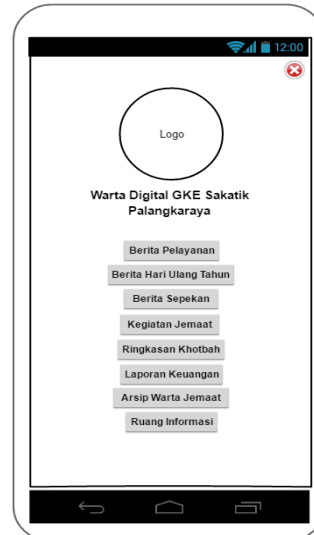 12:00
Logo
Warta Digital GKE Sakatik
Palangkaraya
Berita Pelayanan
Berita Hari Ulang Tahun
Berita Sepekan
Kegiatan Jemaat
Ringkasan Khotbah
Laporan Keuangan
Arsip Warta Jemaat
Ruang Informasi